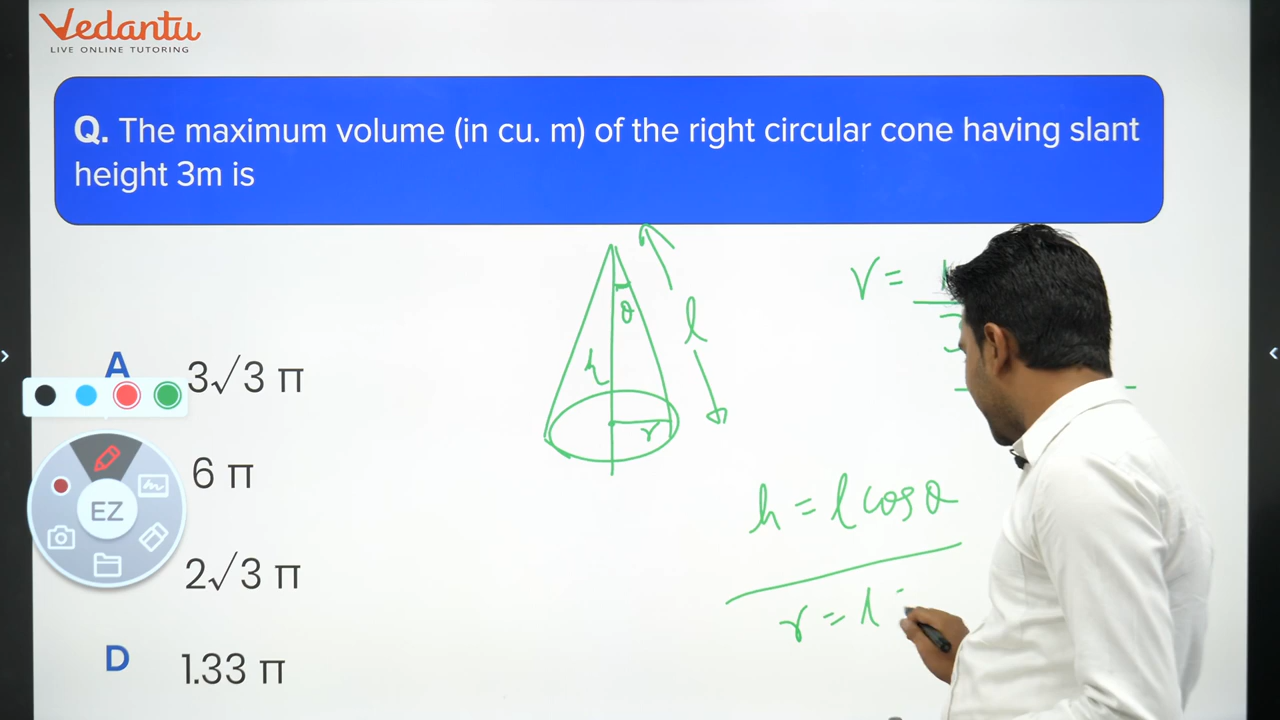 Vedantu
LIVE ONLINE TUTORING
Q. The maximum volume (in cu. m) of the right circular cone having slant
height 3m is
V =
3
θ
l
h
r
A
3√3 π
6 π
EZ
2√3 π
D
1.33 π
h = l cos θ
r = l